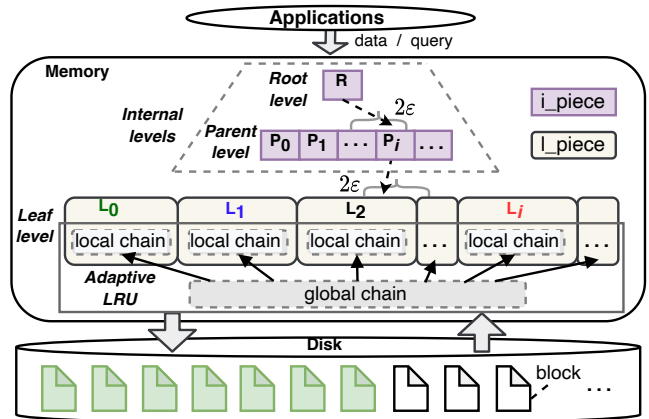 Applications
data / query
Memory
Root level
R
Internal levels
2ε
i_piece
Parent level
P0 P1 ... Pi ...
l_piece
2ε
Leaf level
L0 L1 L2 Li
local chain local chain local chain ... local chain ...
Adaptive LRU
global chain
Disk
block
...